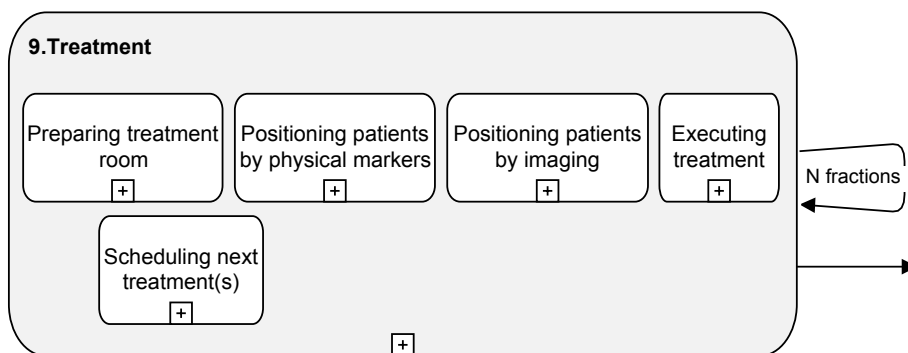 9.Treatment
Preparing treatment
room
+
Positioning patients
by physical markers
+
Positioning patients
by imaging
+
Executing
treatment
+
N fractions
Scheduling next
treatment(s)
+
+